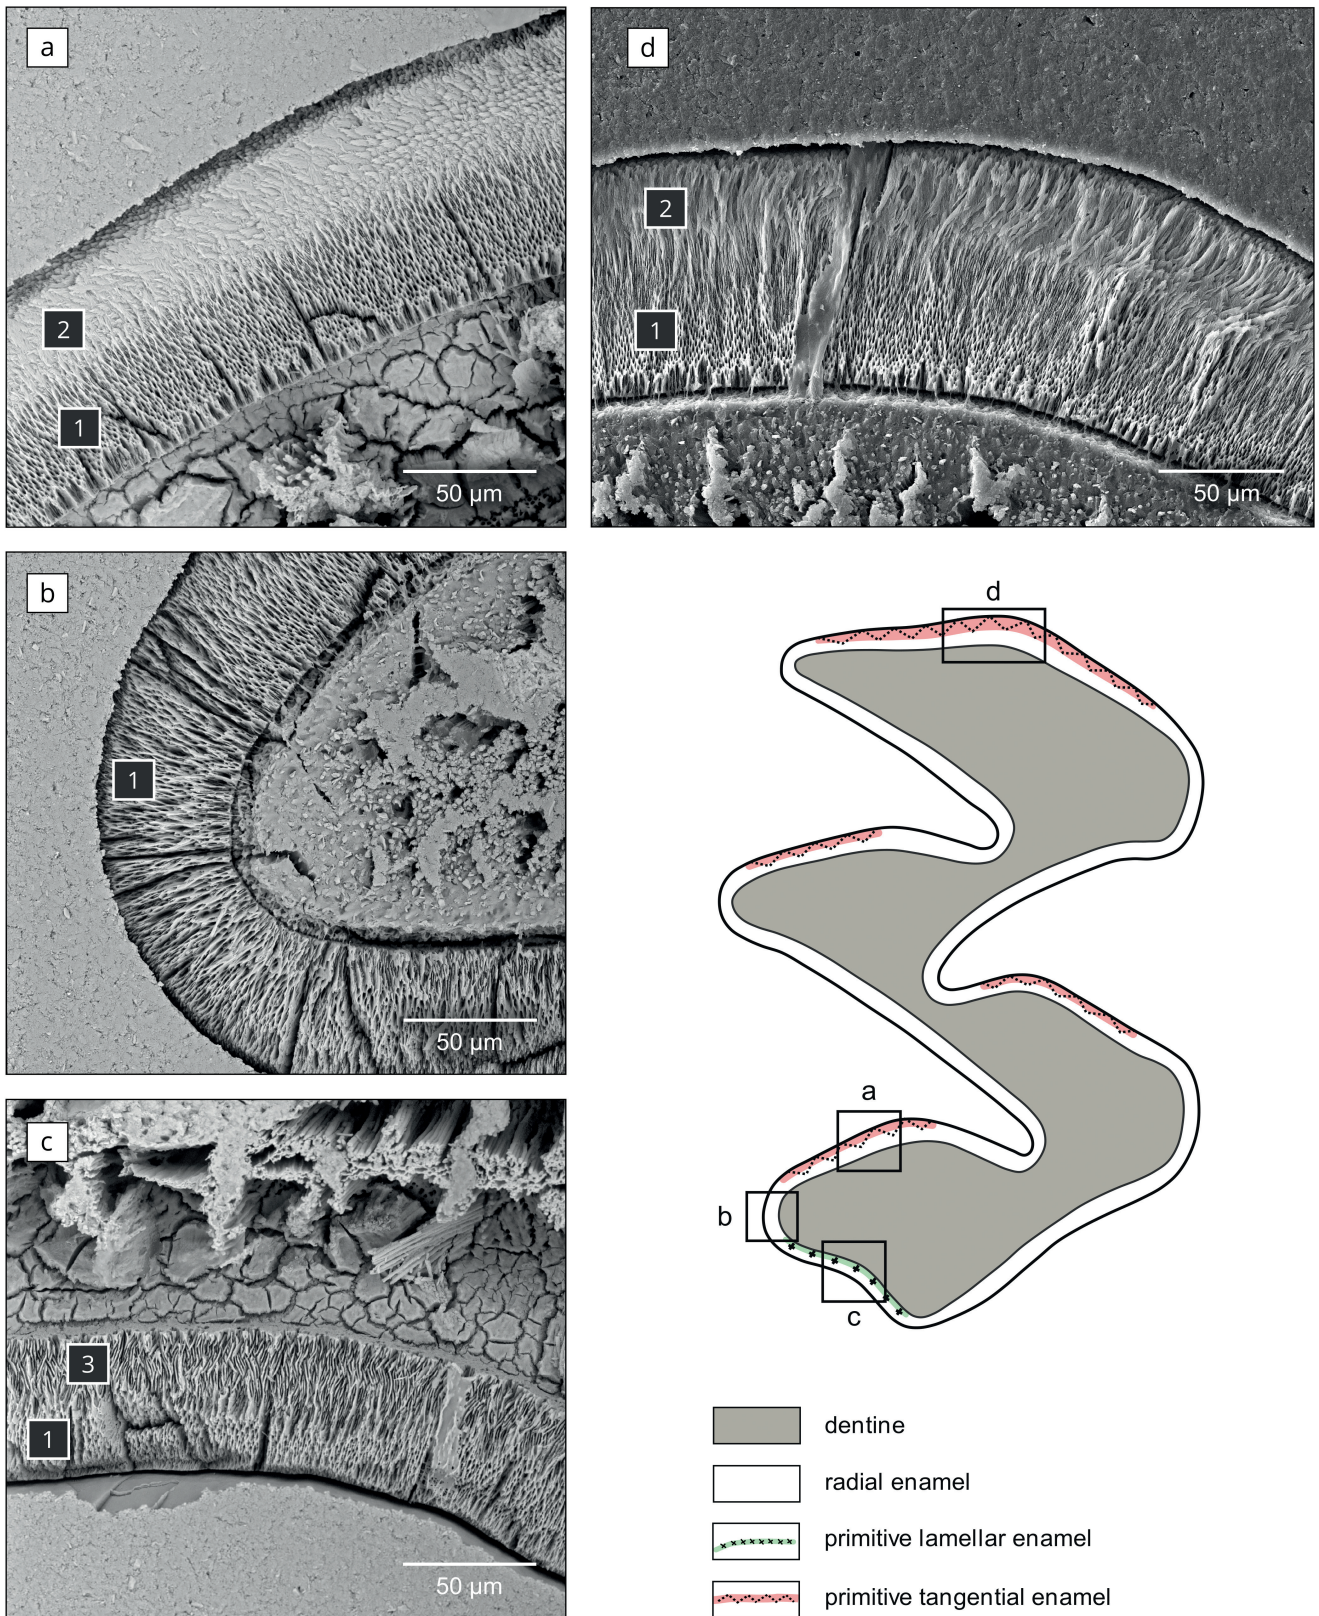 a
2
1
50 µm
d
2
1
50 µm
b
1
50 µm
c
3
1
50 µm
d
a
b
c
dentine
radial enamel
primitive lamellar enamel
primitive tangential enamel